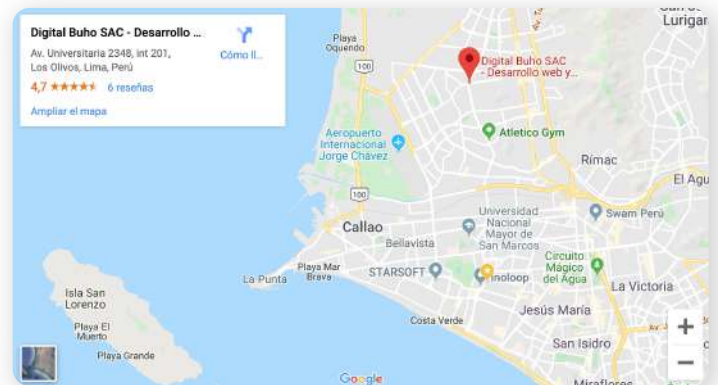 Digital Buho SAC - Desarrollo ...
Av. Universitaria 2348, int 201,
Los Olivos, Lima, Perú
4,7
6 reseñas
Ampliar el mapa
Cómo ll...
Playa
Oquendo
100
Digital Buho SAC
- Desarrollo web y...
Lurigan
Atletico Gym
Aeropuerto
Internacional
Jorge Chávez
Rímac
El Agu
100
Callao
Universidad
Nacional
Mayor de
San Marcos
Swam Perú
Bellavista
La Punta
Playa Mar
Brava
STARSOFT
inoloop
Circuito
Mágico
del Agua
La Victoria
Isla San
Lorenzo
Playa El
Muerto
Playa Grande
Costa Verde
Jesús María
San Isidro
Miraflores
Google